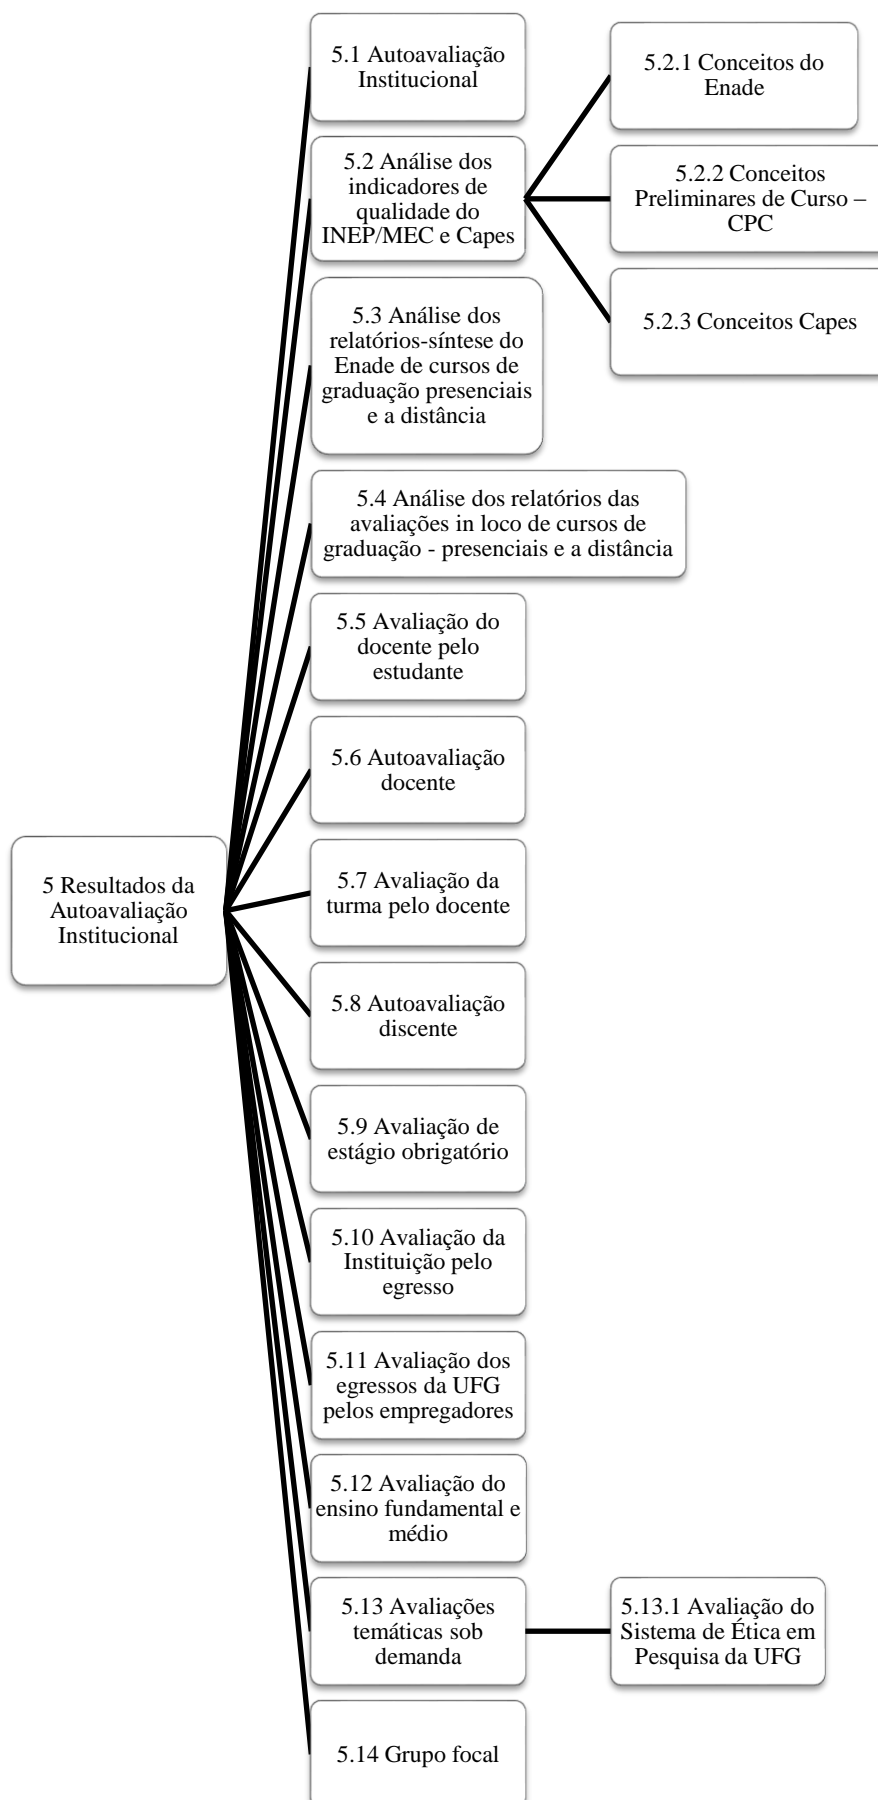 5 Resultados da
Autoavaliação
Institucional
5.1 Autoavaliação
Institucional
5.2 Análise dos
indicadores de
qualidade do
INEP/MEC e Capes
5.2.1 Conceitos do
Enade
5.2.2 Conceitos
Preliminares de Curso –
CPC
5.2.3 Conceitos Capes
5.3 Análise dos
relatórios-síntese do
Enade de cursos de
graduação presenciais
e a distância
5.4 Análise dos relatórios das
avaliações in loco de cursos de
graduação - presenciais e a distância
5.5 Avaliação do
docente pelo
estudante
5.6 Autoavaliação
docente
5.7 Avaliação da
turma pelo docente
5.8 Autoavaliação
discente
5.9 Avaliação de
estágio obrigatório
5.10 Avaliação da
Instituição pelo
egresso
5.11 Avaliação dos
egressos da UFG
pelos empregadores
5.12 Avaliação do
ensino fundamental e
médio
5.13 Avaliações
temáticas sob
demanda
5.13.1 Avaliação do
Sistema de Ética em
Pesquisa da UFG
5.14 Grupo focal